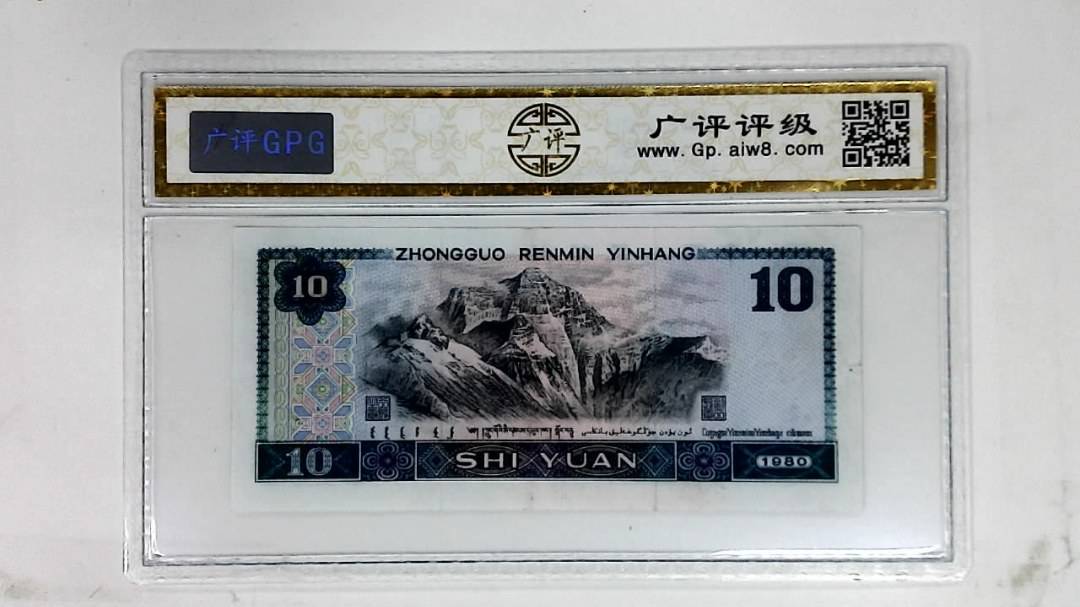 广评GPG
广评
广评评级
www. Gp. aiw8. com
ZHONGGUO RENMIN YINHANG
10
10
10
SHI YUAN
1980